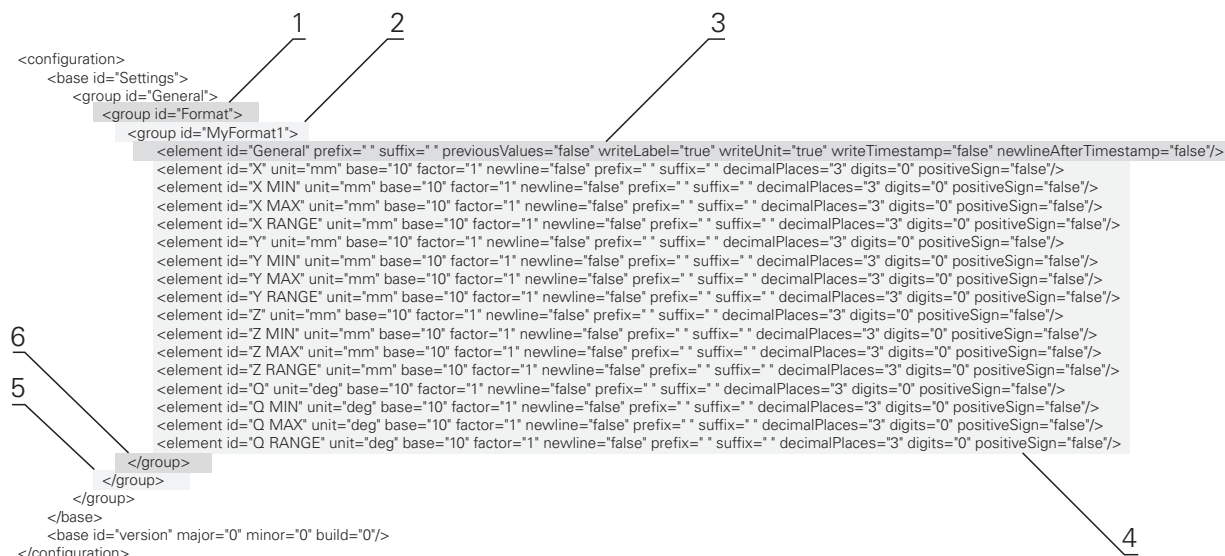 1
2
3
<configuration>
<base id="Settings">
<group id="General">
<group id="Format">
<group id="MyFormat1">
<element id="General" prefix=" " suffix=" " previousValues="false" writeLabel="true" writeUnit="true" writeTimestamp="false" newlineAfterTimestamp="false"/>
<element id="X" unit="mm" base="10" factor="1" newline="false" prefix=" " suffix=" " decimalPlaces="3" digits="0" positiveSign="false"/>
<element id="X MIN" unit="mm" base="10" factor="1" newline="false" prefix=" " suffix=" " decimalPlaces="3" digits="0" positiveSign="false"/>
<element id="X MAX" unit="mm" base="10" factor="1" newline="false" prefix=" " suffix=" " decimalPlaces="3" digits="0" positiveSign="false"/>
<element id="X RANGE" unit="mm" base="10" factor="1" newline="false" prefix=" " suffix=" " decimalPlaces="3" digits="0" positiveSign="false"/>
<element id="Y" unit="mm" base="10" factor="1" newline="false" prefix=" " suffix=" " decimalPlaces="3" digits="0" positiveSign="false"/>
<element id="Y MIN" unit="mm" base="10" factor="1" newline="false" prefix=" " suffix=" " decimalPlaces="3" digits="0" positiveSign="false"/>
<element id="Y MAX" unit="mm" base="10" factor="1" newline="false" prefix=" " suffix=" " decimalPlaces="3" digits="0" positiveSign="false"/>
<element id="Y RANGE" unit="mm" base="10" factor="1" newline="false" prefix=" " suffix=" " decimalPlaces="3" digits="0" positiveSign="false"/>
<element id="Z" unit="mm" base="10" factor="1" newline="false" prefix=" " suffix=" " decimalPlaces="3" digits="0" positiveSign="false"/>
<element id="Z MIN" unit="mm" base="10" factor="1" newline="false" prefix=" " suffix=" " decimalPlaces="3" digits="0" positiveSign="false"/>
<element id="Z MAX" unit="mm" base="10" factor="1" newline="false" prefix=" " suffix=" " decimalPlaces="3" digits="0" positiveSign="false"/>
<element id="Z RANGE" unit="mm" base="10" factor="1" newline="false" prefix=" " suffix=" " decimalPlaces="3" digits="0" positiveSign="false"/>
<element id="Q" unit="deg" base="10" factor="1" newline="false" prefix=" " suffix=" " decimalPlaces="3" digits="0" positiveSign="false"/>
<element id="Q MIN" unit="deg" base="10" factor="1" newline="false" prefix=" " suffix=" " decimalPlaces="3" digits="0" positiveSign="false"/>
<element id="Q MAX" unit="deg" base="10" factor="1" newline="false" prefix=" " suffix=" " decimalPlaces="3" digits="0" positiveSign="false"/>
<element id="Q RANGE" unit="deg" base="10" factor="1" newline="false" prefix=" " suffix=" " decimalPlaces="3" digits="0" positiveSign="false"/>
6
5
</group>
</group>
</group>
</base>
<base id="version" major="0" minor="0" build="0"/>
</configuration>
4